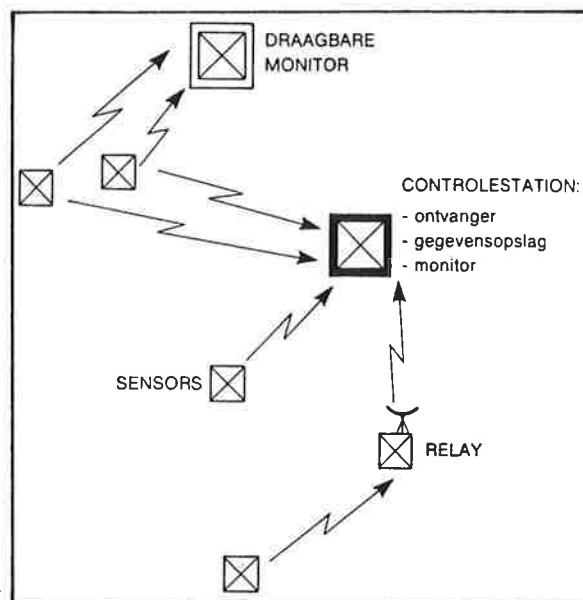 DRAAGBARE
MONITOR
CONTROLESTATION:
- ontvanger
- gegevensopslag
- monitor
SENSORS
RELAY